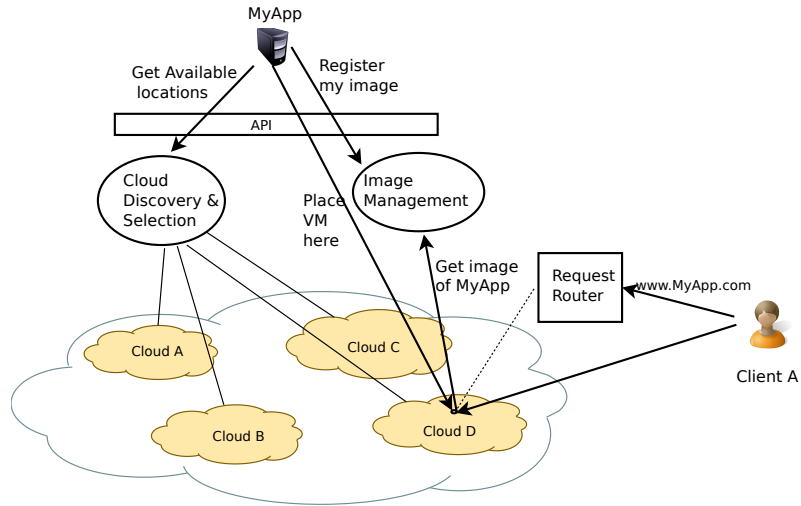 MyApp
Get Available
locations
Register
my image
API
Cloud
Discovery &
Selection
Image
Management
Place
VM
here
Get image
of MyApp
Request
Router
www.MyApp.com
Client A
Cloud A
Cloud C
Cloud B
Cloud D